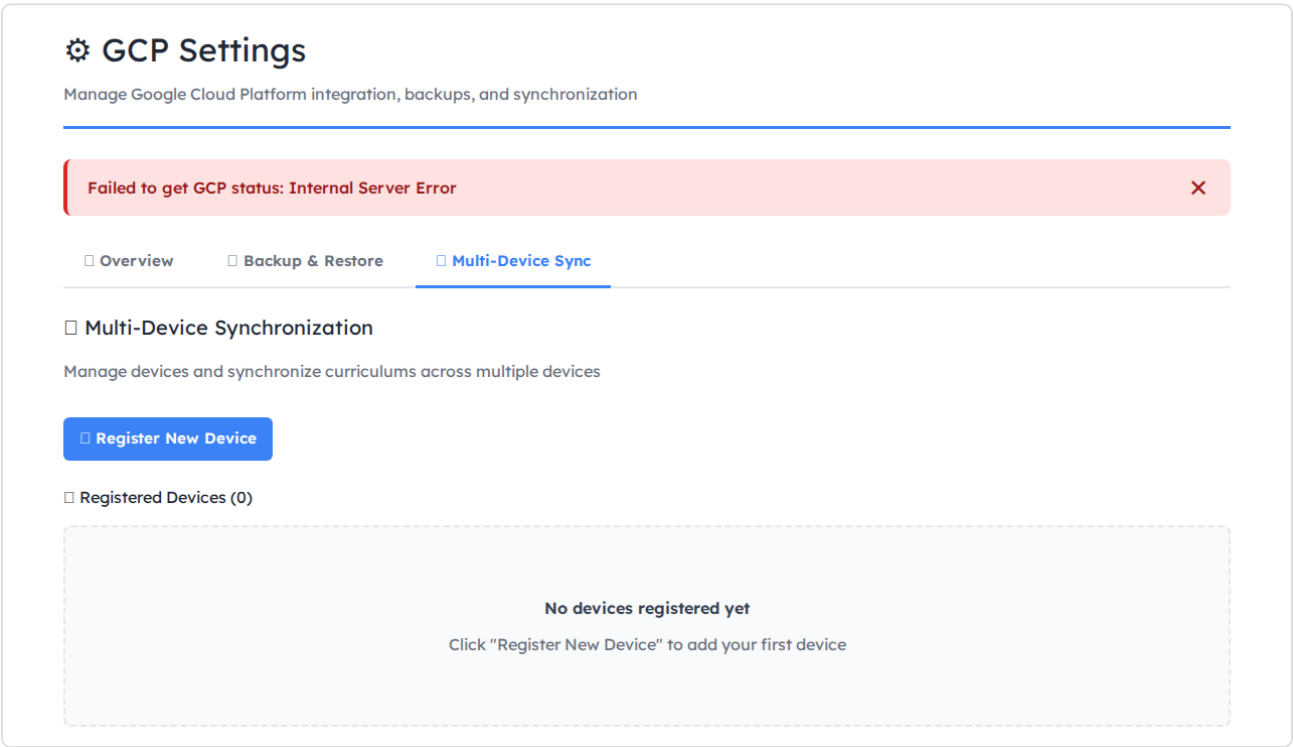 ⚙ GCP Settings
Manage Google Cloud Platform integration, backups, and synchronization
Failed to get GCP status: Internal Server Error ✕
Overview Backup & Restore Multi-Device Sync
Multi-Device Synchronization
Manage devices and synchronize curriculums across multiple devices
Register New Device
Registered Devices (0)
No devices registered yet
Click "Register New Device" to add your first device